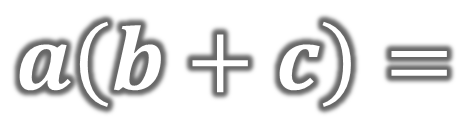 a(b + c) =